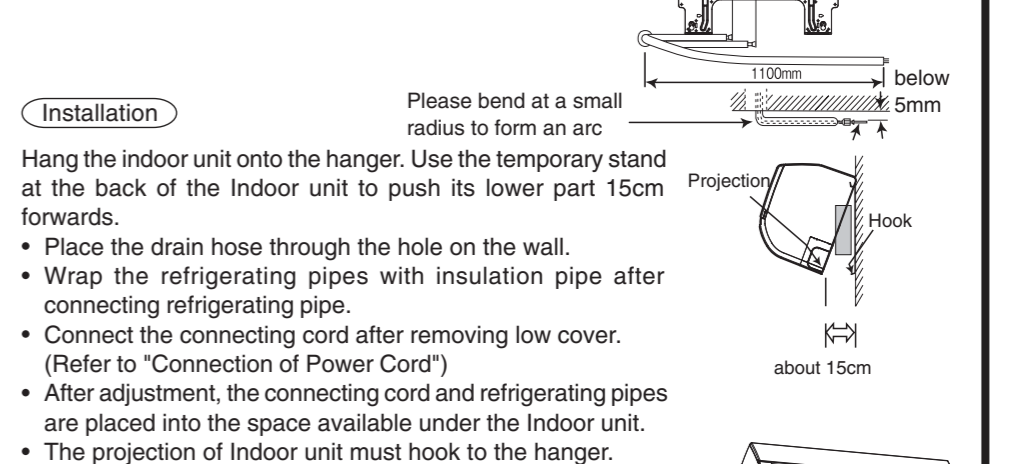 1100mm
below
5mm
Installation
Please bend at a small
radius to form an arc
Hang the indoor unit onto the hanger. Use the temporary stand
at the back of the Indoor unit to push its lower part 15cm
forwards.
• Place the drain hose through the hole on the wall.
• Wrap the refrigerating pipes with insulation pipe after
connecting refrigerating pipe.
• Connect the connecting cord after removing low cover.
(Refer to "Connection of Power Cord")
• After adjustment, the connecting cord and refrigerating pipes
are placed into the space available under the Indoor unit.
• The projection of Indoor unit must hook to the hanger.
Projection
Hook
about 15cm